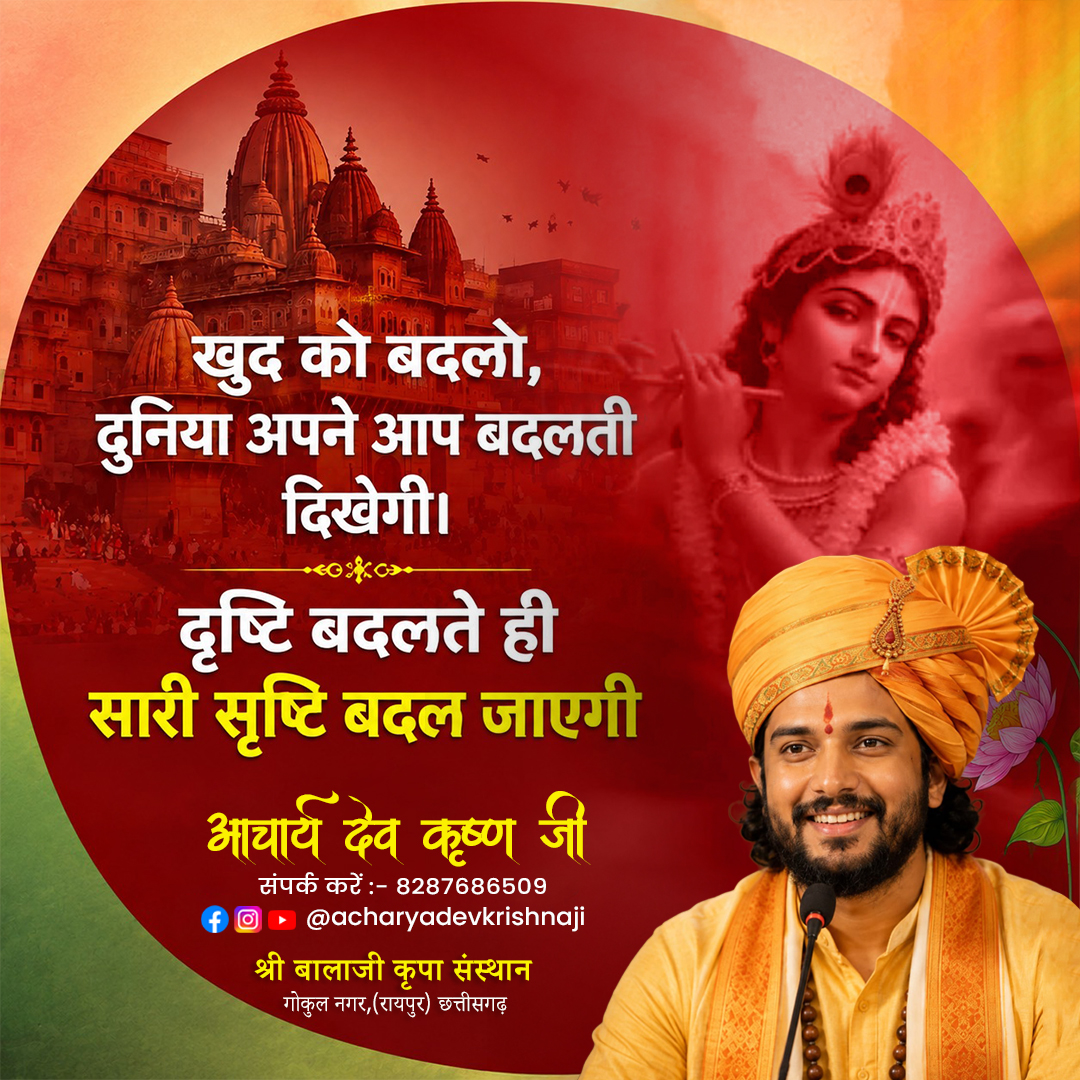 खुद को बदलो,
दुनिया अपने आप बदलती
दिखेगी।
दृष्टि बदलते ही
सारी सृष्टि बदल जाएगी
आचार्य देव कृष्ण जी
संपर्क करें :- 8287686509
@acharyadevkrishnaji
श्री बालाजी कृपा संस्थान
गोकुल नगर,(रायपुर) छत्तीसगढ़